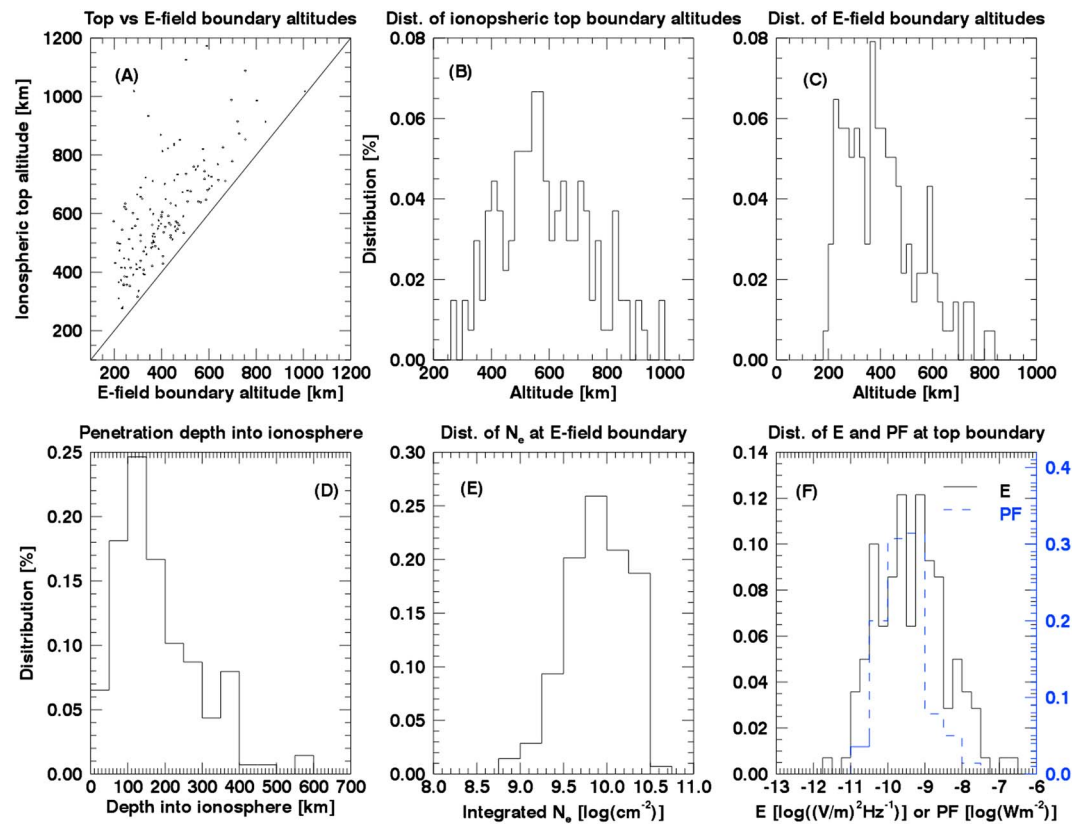 Top vs E-field boundary altitudes
1200
1000
800
600
400
200
Ionospheric top altitude [km]
(A)
200 400 600 800 1000 1200
E-field boundary altitude [km]
Dist. of ionopsheric top boundary altitudes
0.08
0.06
0.04
0.02
0.00
Distribution [%]
(B)
200 400 600 800 1000
Altitude [km]
Dist. of E-field boundary altitudes
0.08
0.06
0.04
0.02
0.00
(C)
0 200 400 600 800 1000
Altitude [km]
Penetration depth into ionosphere
0.25
0.20
0.15
0.10
0.05
0.00
Disitribution [%]
(D)
0 100 200 300 400 500 600 700
Depth into ionosphere [km]
Dist. of Nₑ at E-field boundary
0.30
0.25
0.20
0.15
0.10
0.05
0.00
(E)
8.0 8.5 9.0 9.5 10.0 10.5 11.0
Integrated Nₑ [log(cm⁻²)]
Dist. of E and PF at top boundary
0.14
0.12
0.10
0.08
0.06
0.04
0.02
0.00
(F)
E
PF
0.4
0.3
0.2
0.1
0.0
-13 -12 -11 -10 -9 -8 -7 -6
E [log((V/m)²Hz⁻¹)] or PF [log(Wm⁻²)]